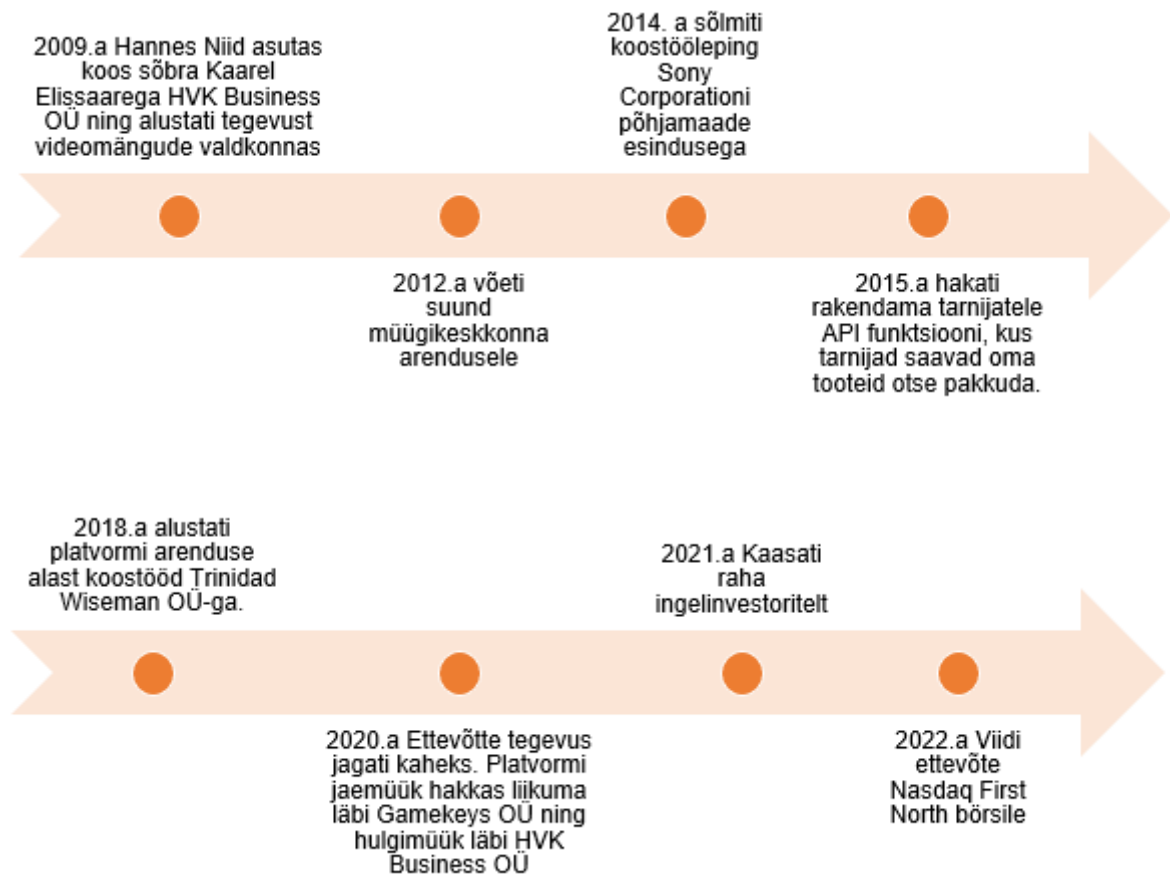 2009.a Hannes Niid asutas
koos sõbra Kaarel
Elissaarega HVK Business
OÜ ning alustati tegevust
videomängude valdkonnas
2012.a võeti
suund
müügikeskkonna
arendusele
2014. a sõlmiti
koostööleping
Sony
Corporationi
põhjamaade
esindusega
2015.a hakati
rakendama tarnijatele
API funktsiooni, kus
tarnijad saavad oma
tooteid otse pakkuda.
2018.a alustati
platvormi arenduse
alast koostööd Trinidad
Wiseman OÜ-ga.
2020.a Ettevõtte tegevus
jagati kaheks. Platvormi
jaemüük hakkas liikuma
läbi Gamekeys OÜ ning
hulgimüük läbi HVK
Business OÜ
2021.a Kaasati
raha
ingelinvestoritelt
2022.a Viidi
ettevõte
Nasdaq First
North börsile